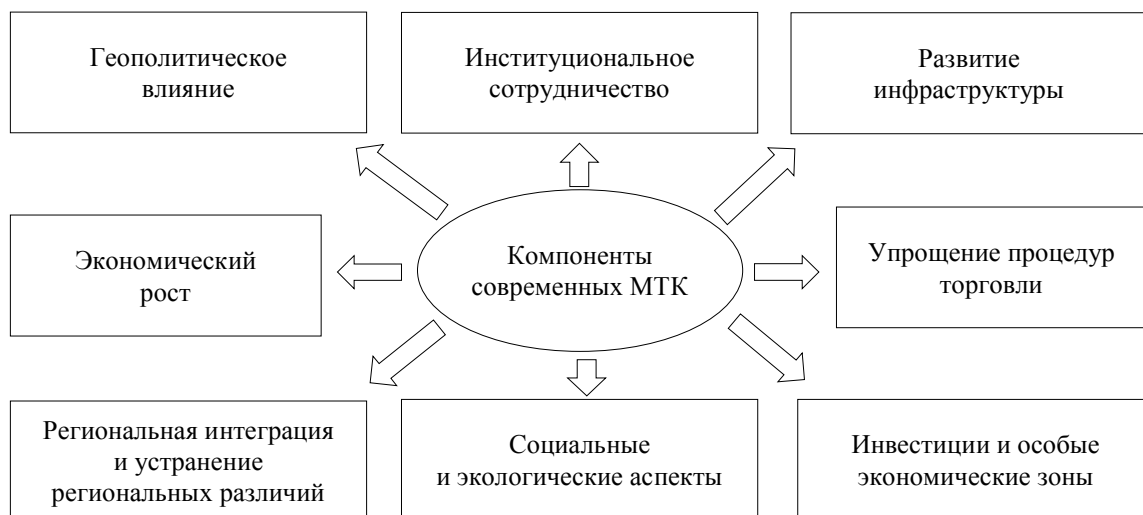 Геополитическое
влияние
Институциональное
сотрудничество
Развитие
инфраструктуры
Экономический
рост
Компоненты
современных МТК
Упрощение процедур
торговли
Региональная интеграция
и устранение
региональных различий
Социальные
и экологические аспекты
Инвестиции и особые
экономические зоны